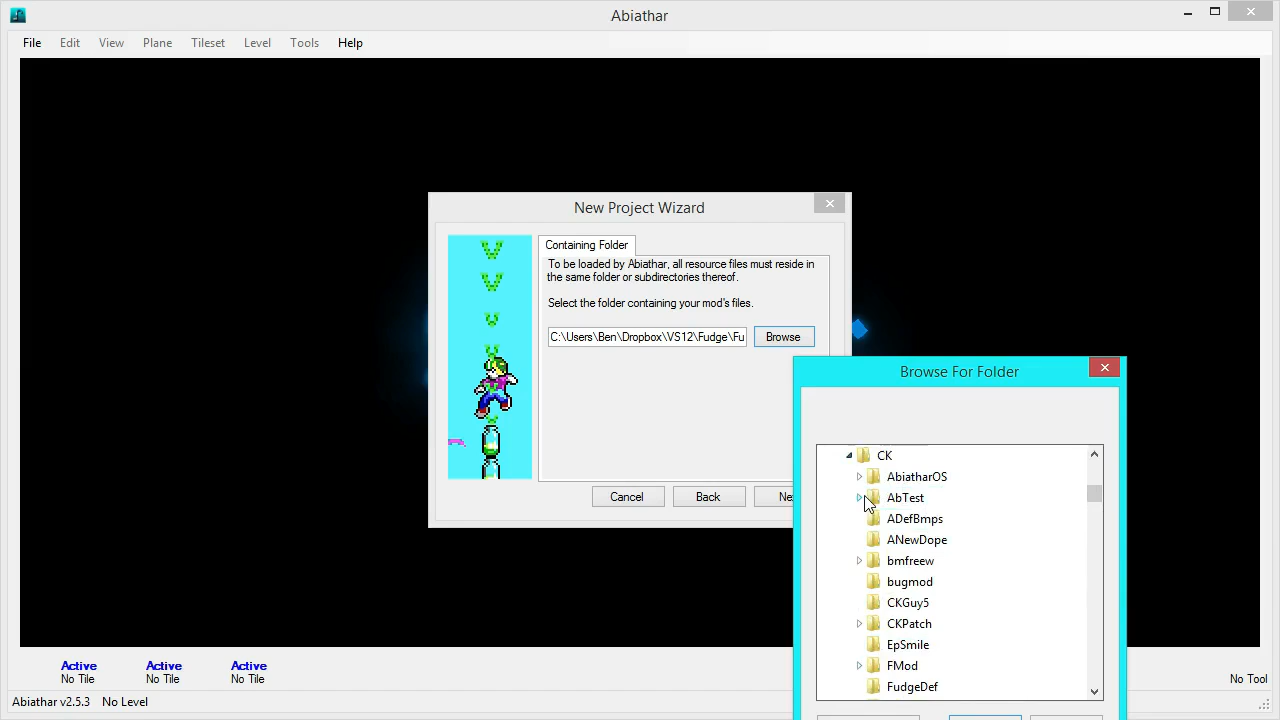 Abiathar
File Edit View Plane Tileset Level Tools Help
New Project Wizard
Containing Folder
To be loaded by Abiathar, all resource files must reside in
the same folder or subdirectories thereof.
Select the folder containing your mod's files.
C:\Users\Ben\Dropbox\VS12\Fudge\Fu
Browse
Cancel
Back
Browse For Folder
CK
AbiatharOS
AbTest
ADefBmps
ANewDope
bmfreew
bugmod
CKGuy5
CKPatch
EpSmile
FMod
FudgeDef
Active Active Active
No Tile No Tile No Tile
No Tool
Abiathar v2.5.3 No Level